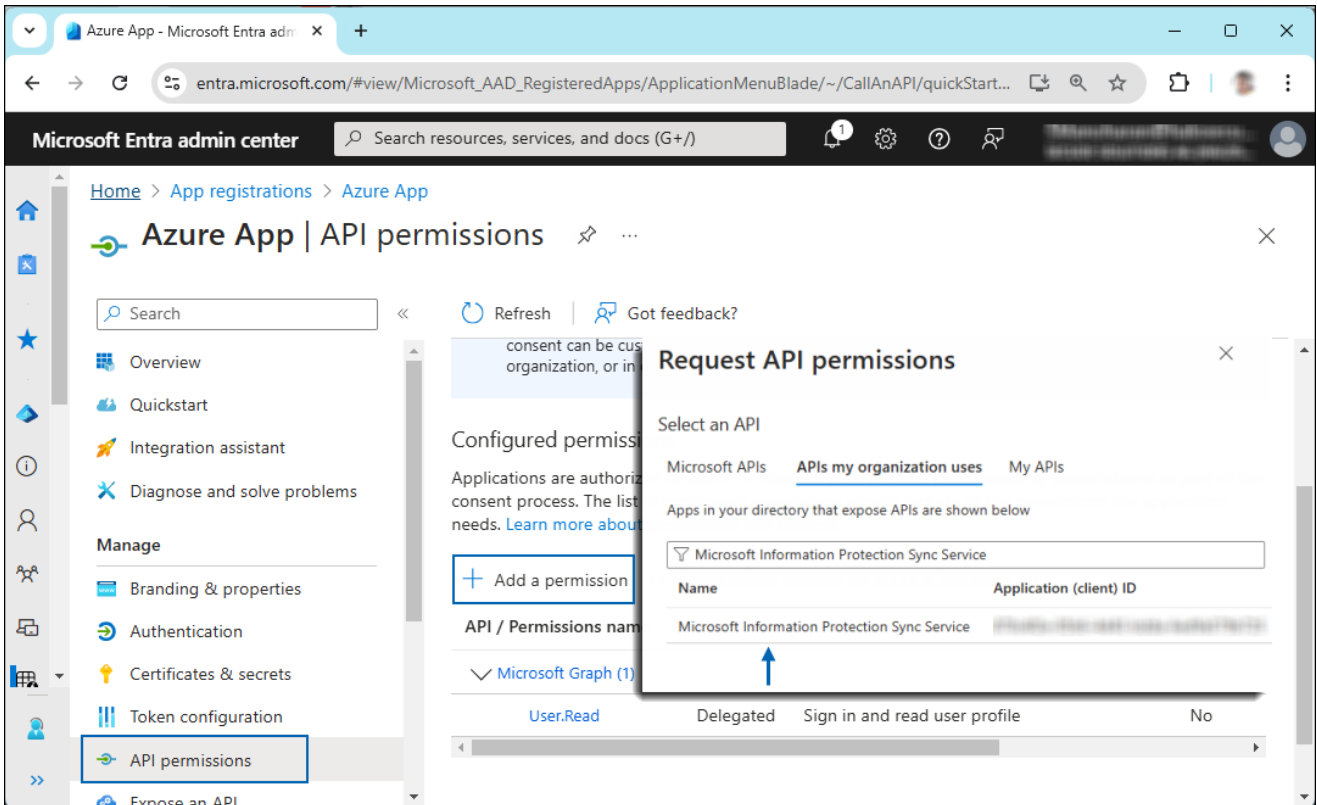 Azure App - Microsoft Entra adm
entra.microsoft.com/#view/Microsoft_AAD_RegisteredApps/ApplicationMenuBlade/~/CallAnAPI/quickStart...
Microsoft Entra admin center
Search resources, services, and docs (G+/)
1
Home > App registrations > Azure App
Azure App | API permissions
Search
Overview
Quickstart
Integration assistant
Diagnose and solve problems
Manage
Branding & properties
Authentication
Certificates & secrets
Token configuration
API permissions
Expose an API
Refresh
Got feedback?
consent can be cus
organization, or in
Configured permissi
Applications are authoriz
consent process. The list
needs. Learn more about
Add a permission
API / Permissions nam
Microsoft Graph (1)
User.Read Delegated Sign in and read user profile No
Request API permissions
Select an API
Microsoft APIs APIs my organization uses My APIs
Apps in your directory that expose APIs are shown below
Microsoft Information Protection Sync Service
Name Application (client) ID
Microsoft Information Protection Sync Service